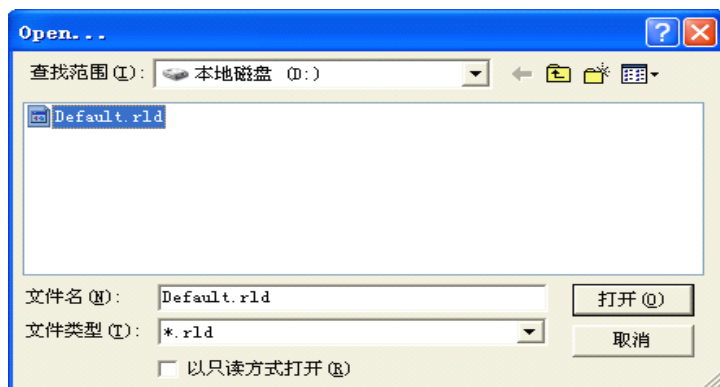 Open...
查找范围(I): 本地磁盘 (D:)
Default.rld
文件名(N): Default.rld 打开(O)
文件类型(T): *.rld 取消
以只读方式打开(R)